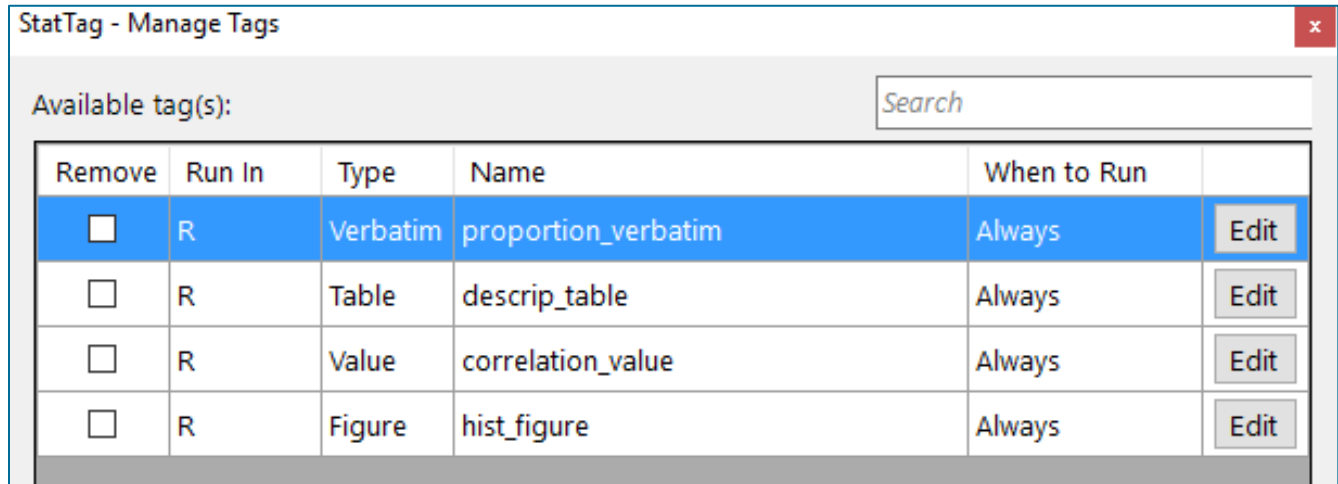 StatTag - Manage Tags x
Available tag(s): Search
Remove Run In Type Name When to Run
R Verbatim proportion_verbatim Always Edit
R Table descrip_table Always Edit
R Value correlation_value Always Edit
R Figure hist_figure Always Edit